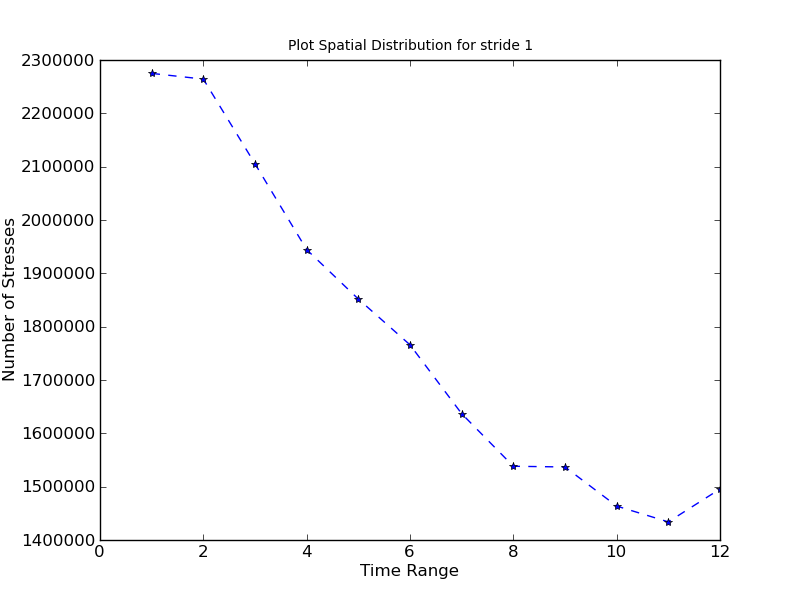 Plot Spatial Distribution for stride 1
2300000
2200000
2100000
2000000
1900000
1800000
1700000
1600000
1500000
1400000
Number of Stresses
0 2 4 6 8 10 12
Time Range